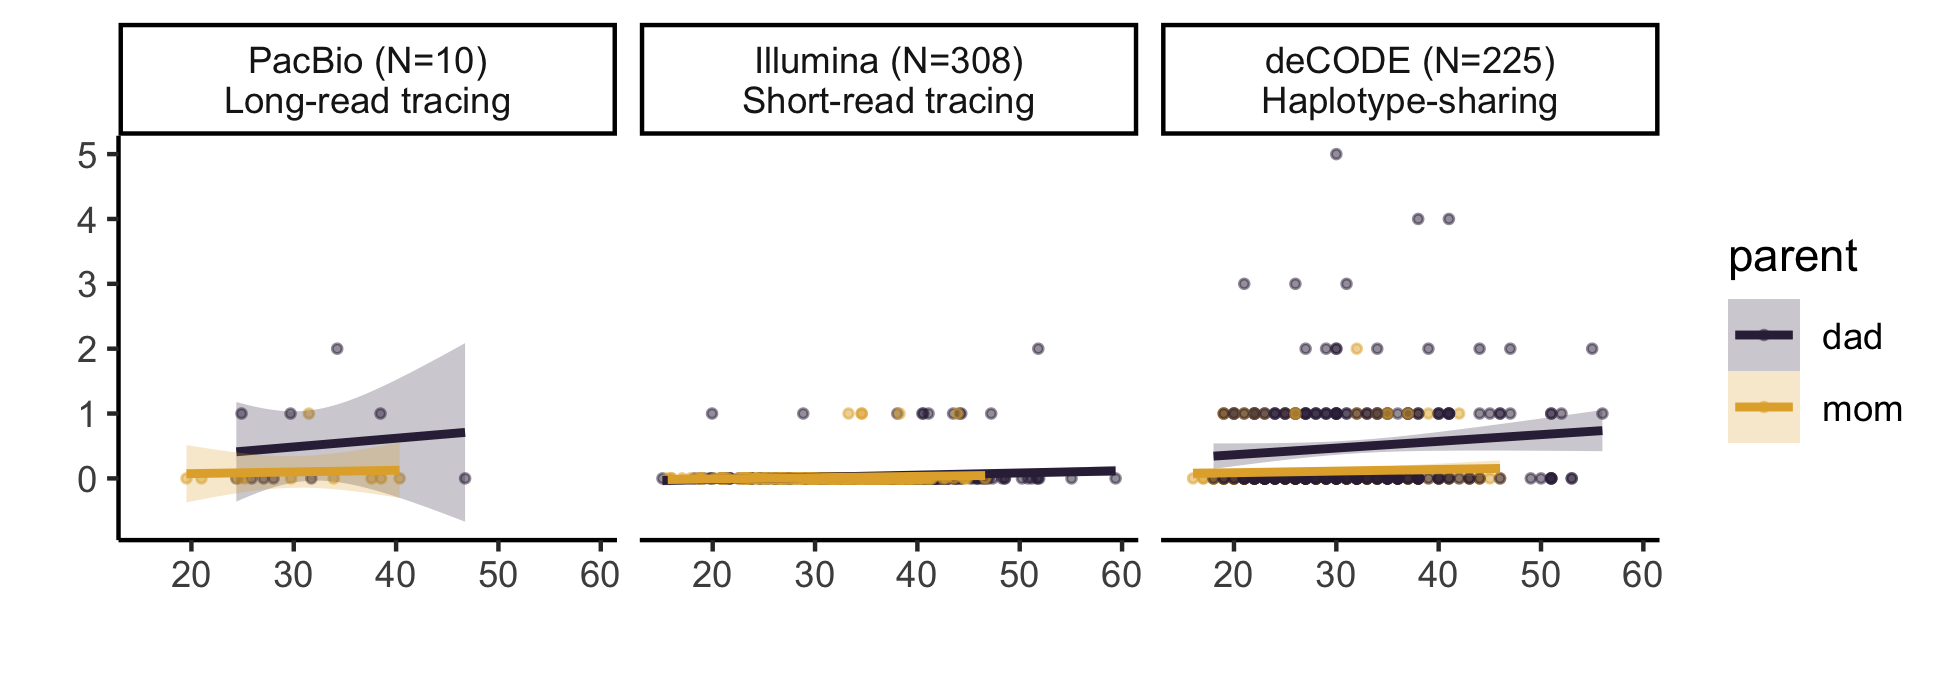 PacBio (N=10)
Long-read tracing
Illumina (N=308)
Short-read tracing
deCODE (N=225)
Haplotype-sharing
5
4
3
2
1
0
20 30 40 50 60
20 30 40 50 60
20 30 40 50 60
parent
dad
mom